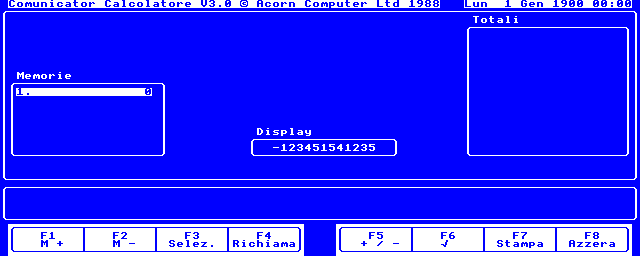 Comunicator Calcolatore V3.0 © Acorn Computer Ltd 1988 Lun 1 Gen 1900 00:00
Totali
Memorie
1. 0
Display
-123451541235
F1 F2 F3 F4 F5 F6 F7 F8
M + M - Selez. Richiama + / - √ Stampa Azzera